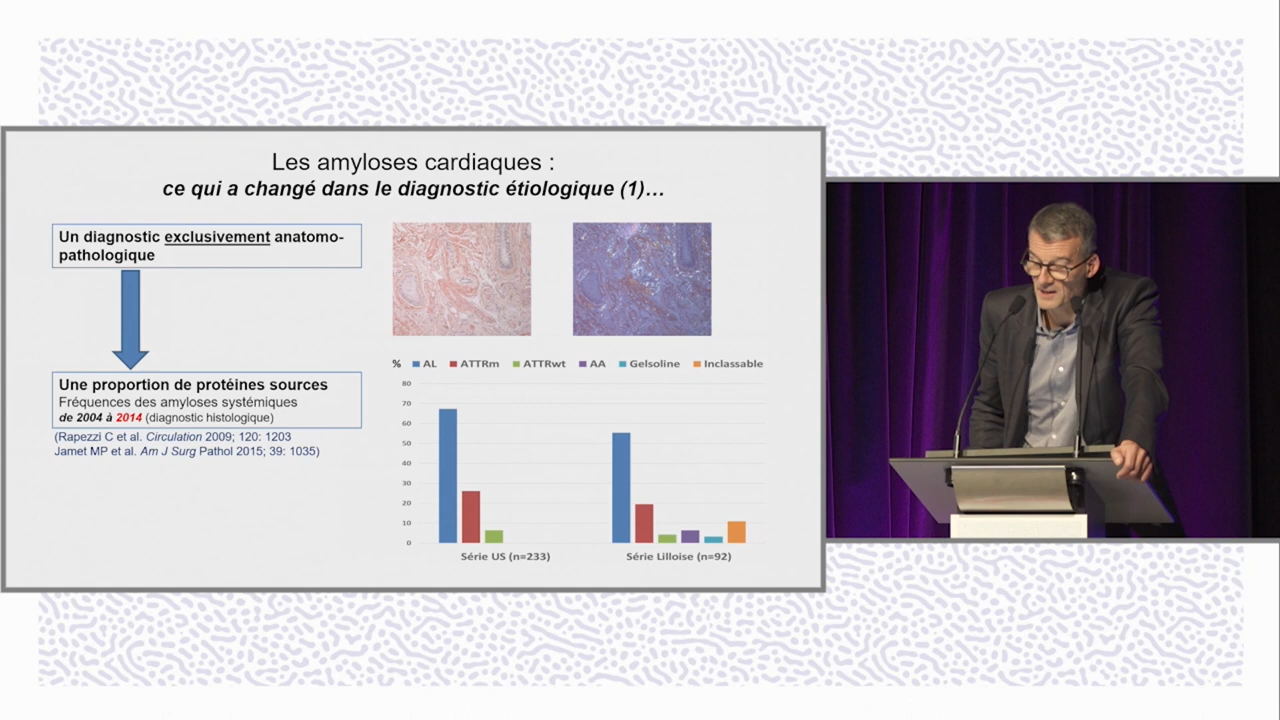 Les amyloses cardiaques :
ce qui a changé dans le diagnostic étiologique (1)…
Un diagnostic exclusivement anatomo-
pathologique
Une proportion de protéines sources
Fréquences des amyloses systémiques
de 2004 à 2014 (diagnostic histologique)
(Rapezzi C et al. Circulation 2009; 120: 1203
Jamet MP et al. Am J Surg Pathol 2015; 39: 1035)
% AL ATTRm ATTRwt AA Gelsoline Inclassable
80
70
60
50
40
30
20
10
0
Série US (n=233) Série Lilloise (n=92)